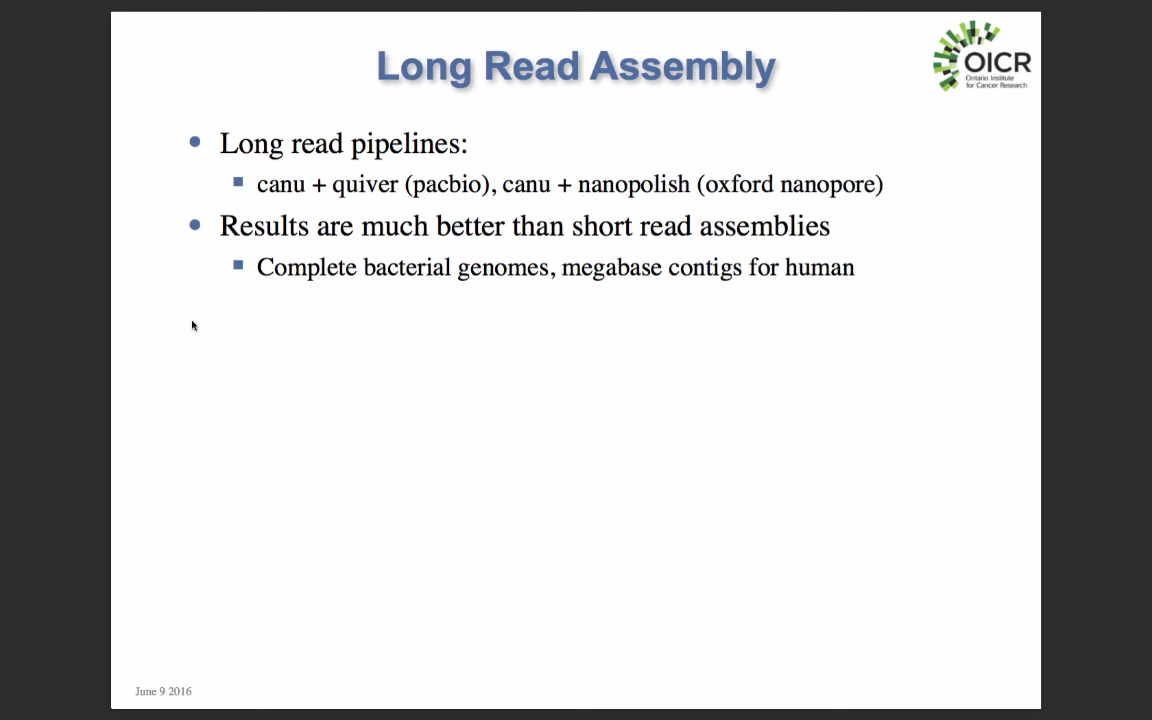 Long Read Assembly
OICR
Ontario Institute
for Cancer Research
Long read pipelines:
canu + quiver (pacbio), canu + nanopolish (oxford nanopore)
Results are much better than short read assemblies
Complete bacterial genomes, megabase contigs for human
June 9 2016